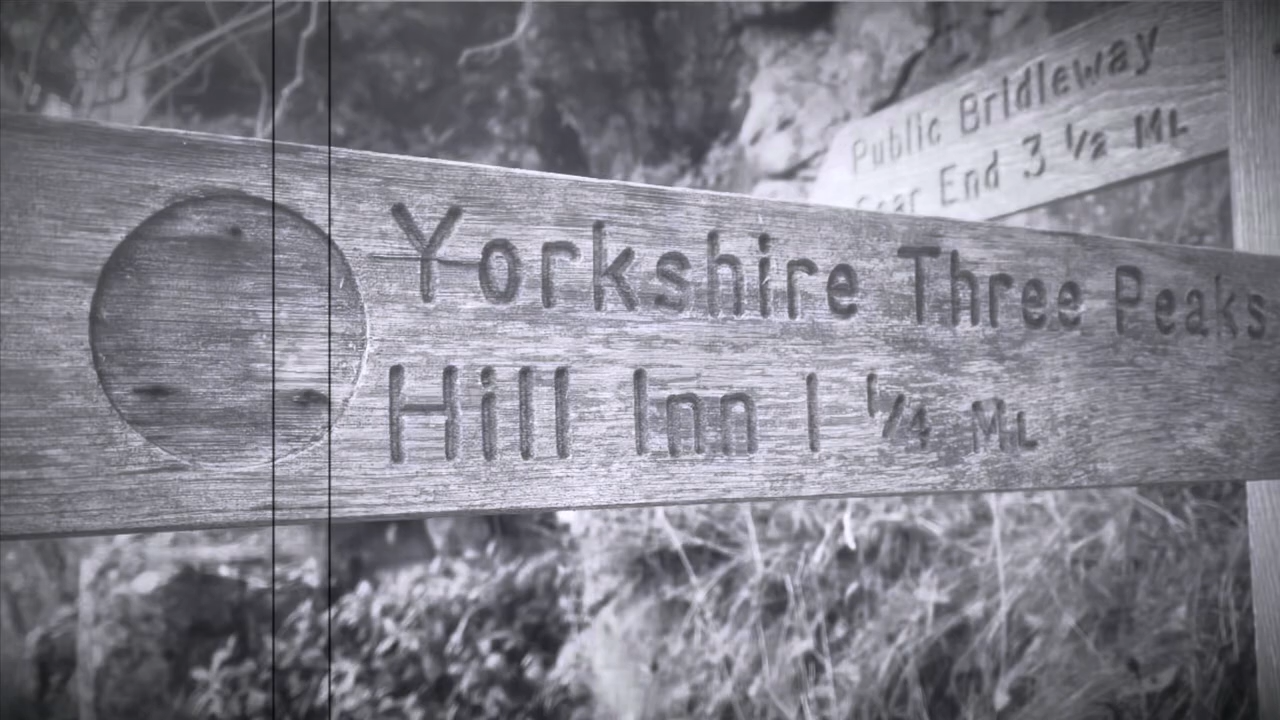 Yorkshire Three Peaks
Hill Inn 1 1/4 ML
Public Bridleway
End 3 1/2 ML